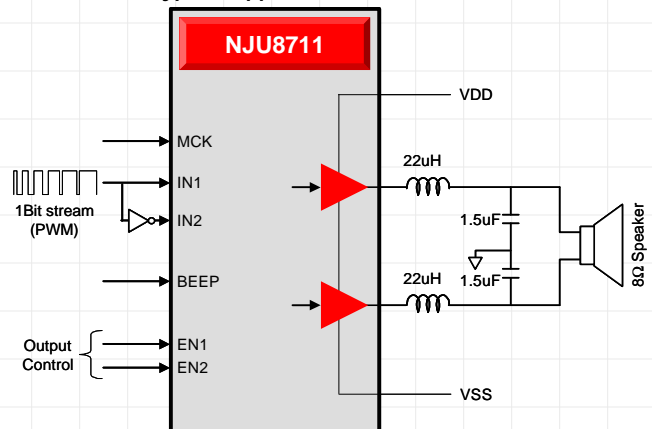 NJU8711
VDD
MCK
22uH
IN1
1Bit stream
(PWM)
IN2
1.5uF
8Ω Speaker
BEEP
22uH
1.5uF
Output
Control
EN1
EN2
VSS